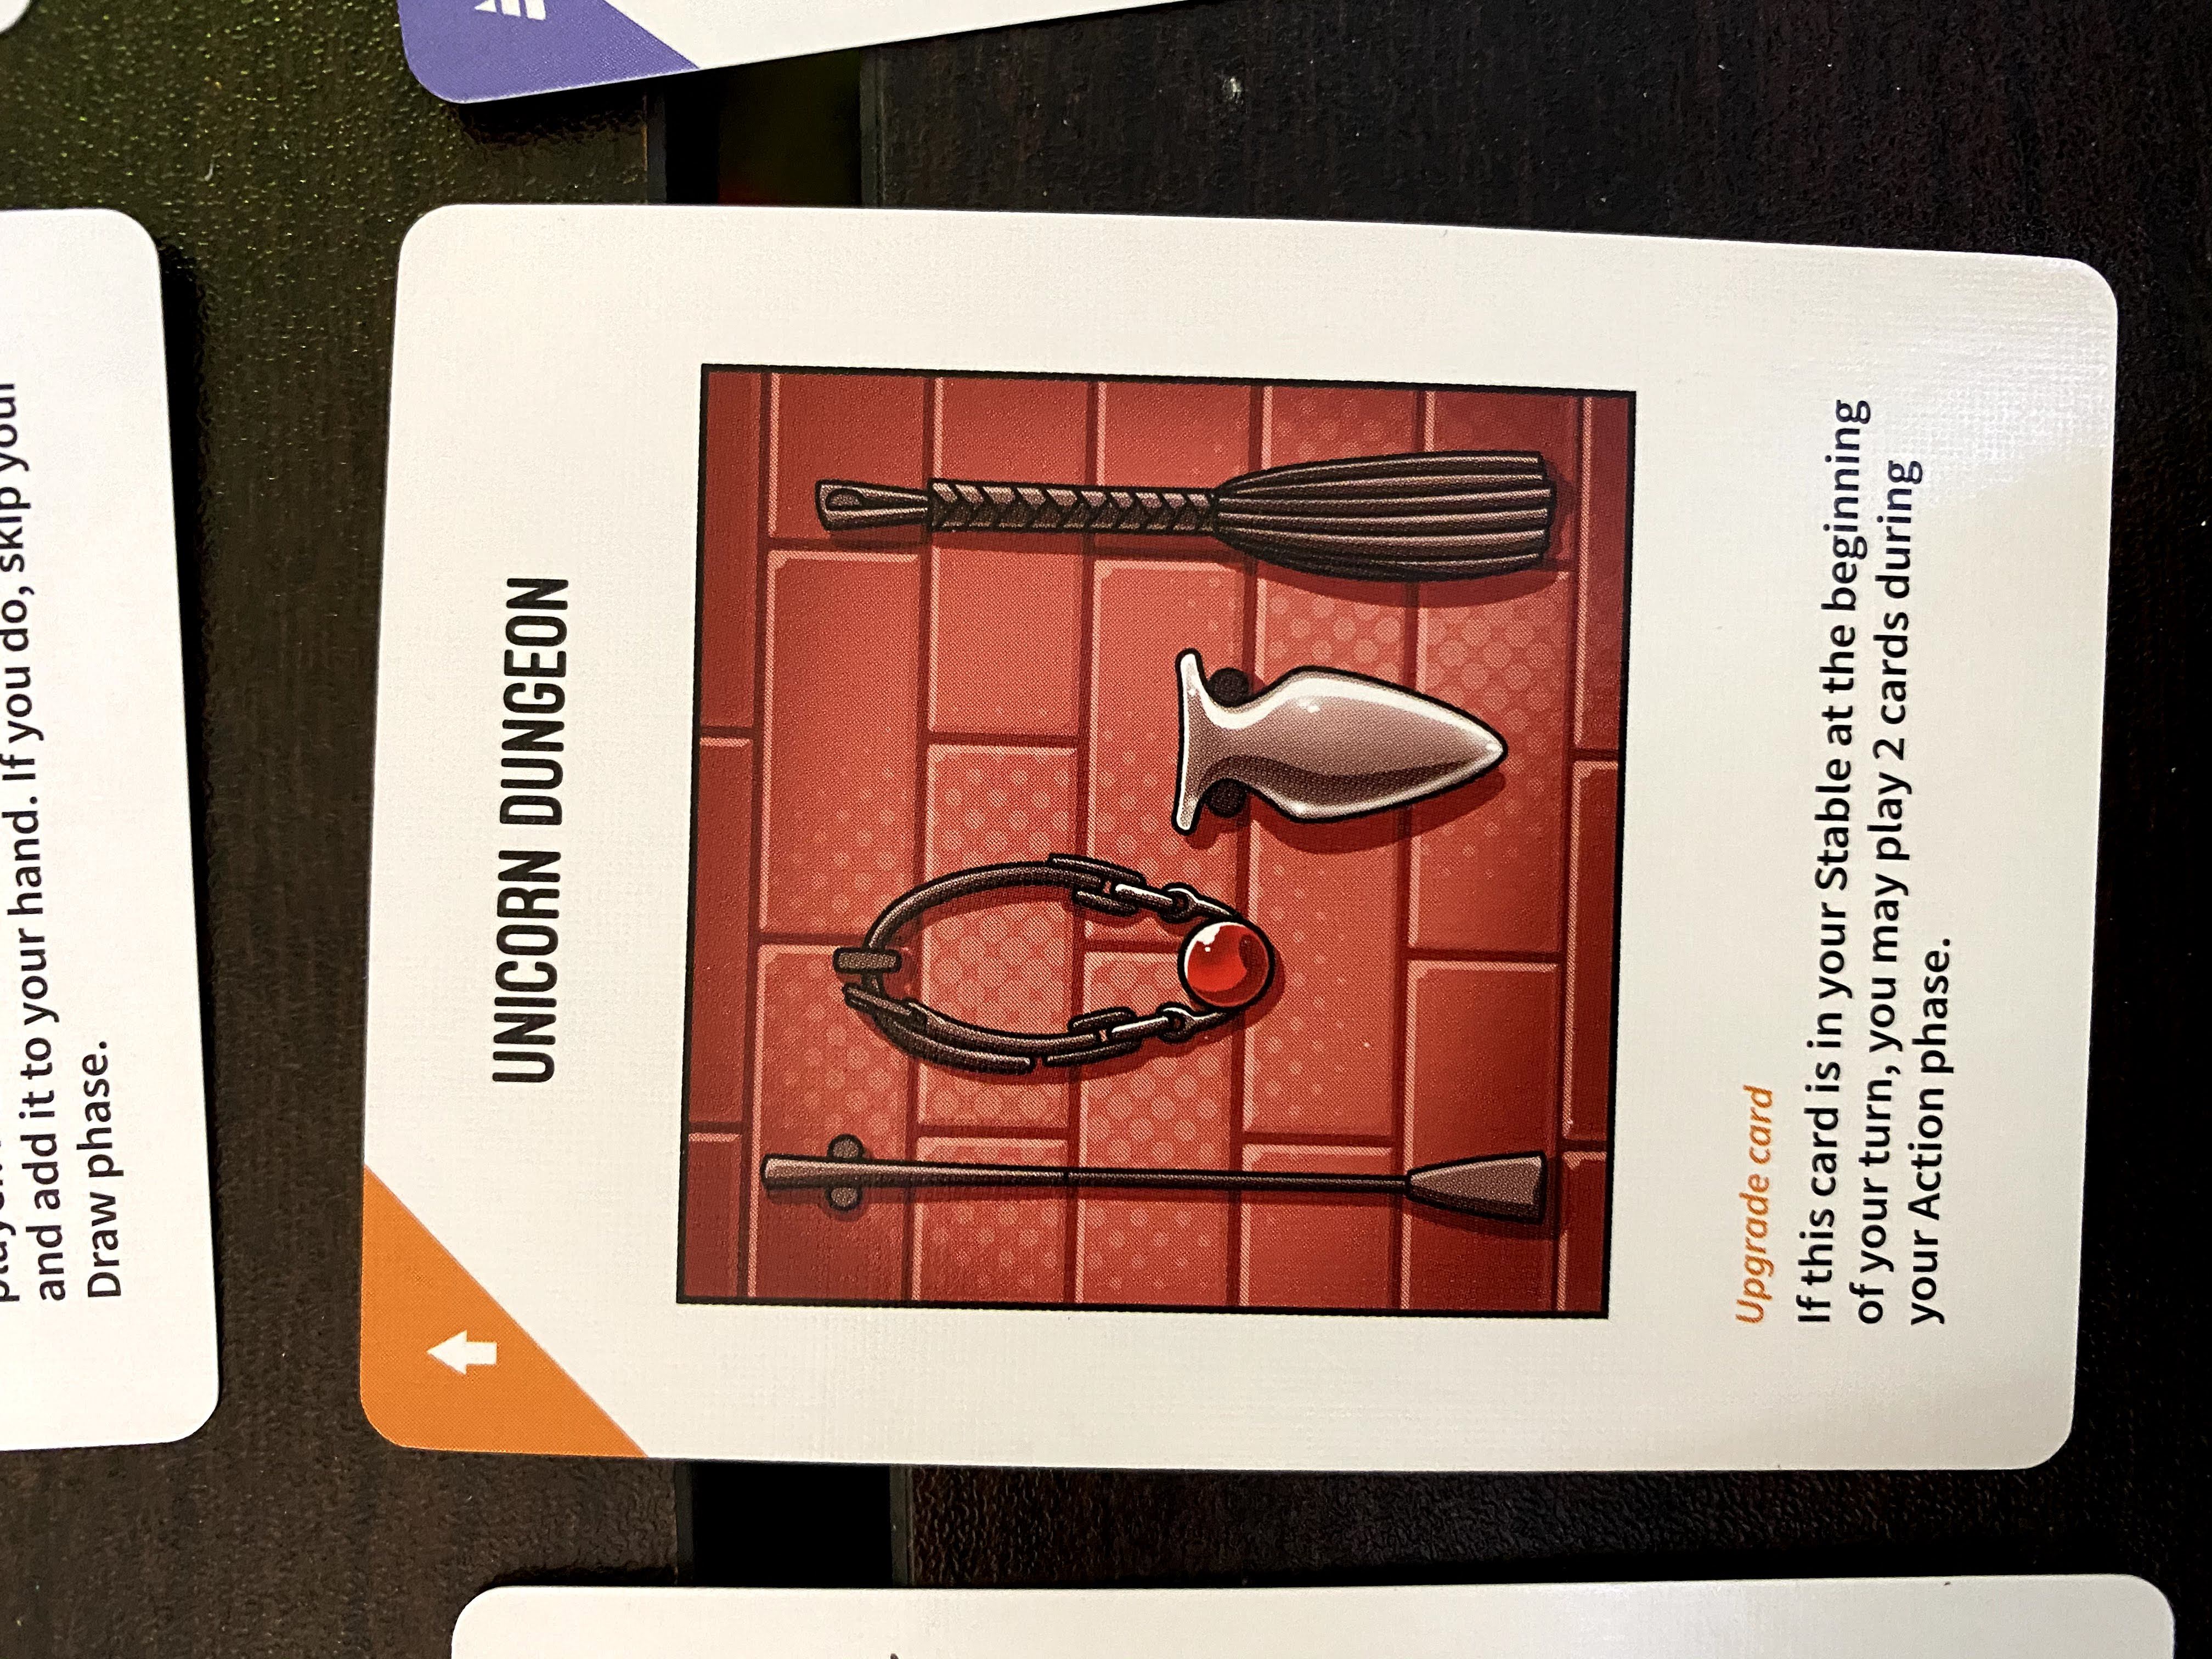 and add it to your hand. If you do, skip your
Draw phase.
UNICORN DUNGEON
Upgrade card
If this card is in your Stable at the beginning
of your turn, you may play 2 cards during
your Action phase.